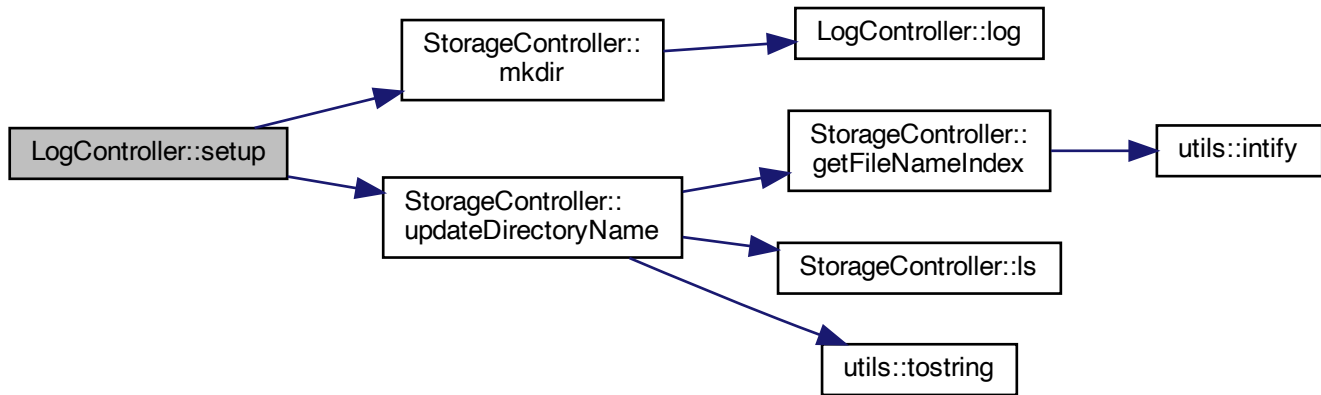 LogController::setup
StorageController::
mkdir
LogController::log
StorageController::
updateDirectoryName
StorageController::
getFileNameIndex
utils::intify
StorageController::ls
utils::tostring